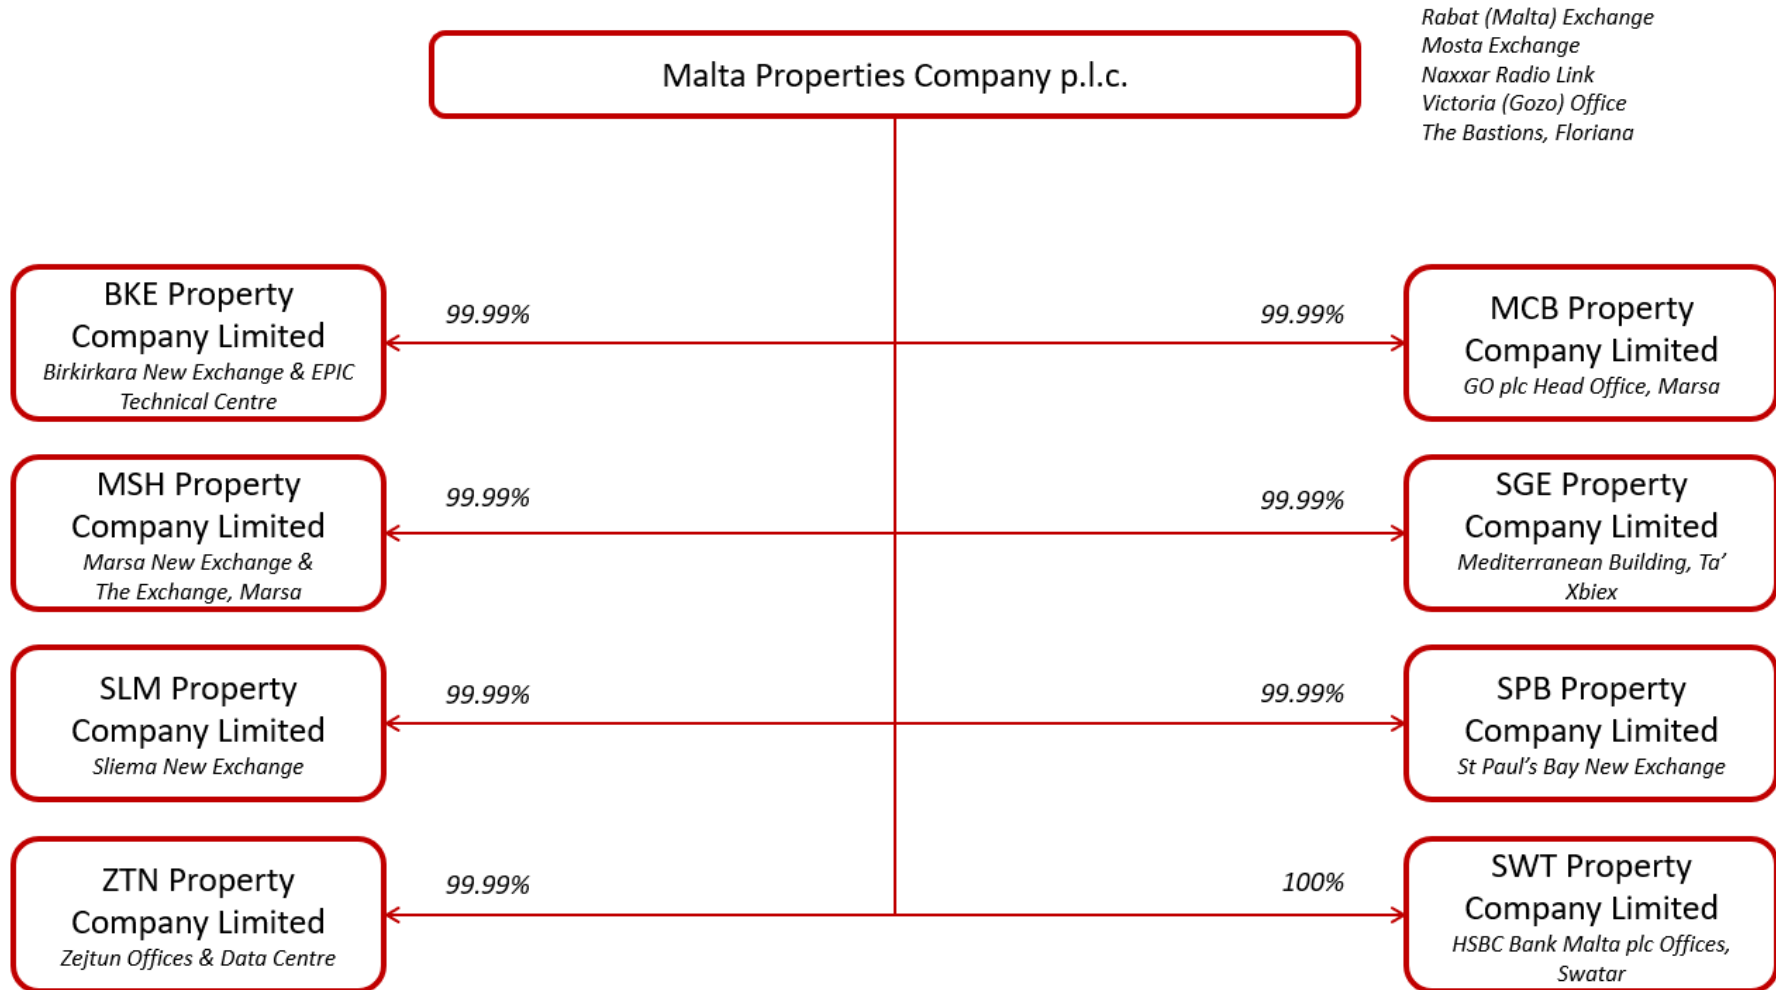 Rabat (Malta) Exchange
Mosta Exchange
Naxxar Radio Link
Victoria (Gozo) Office
The Bastions, Floriana
Malta Properties Company p.l.c.
BKE Property
Company Limited
Birkirkara New Exchange & EPIC
Technical Centre
99.99%
99.99%
MCB Property
Company Limited
GO plc Head Office, Marsa
MSH Property
Company Limited
Marsa New Exchange &
The Exchange, Marsa
99.99%
99.99%
SGE Property
Company Limited
Mediterranean Building, Ta’
Xbiex
SLM Property
Company Limited
Sliema New Exchange
99.99%
99.99%
SPB Property
Company Limited
St Paul’s Bay New Exchange
ZTN Property
Company Limited
Zejtun Offices & Data Centre
99.99%
100%
SWT Property
Company Limited
HSBC Bank Malta plc Offices,
Swatar